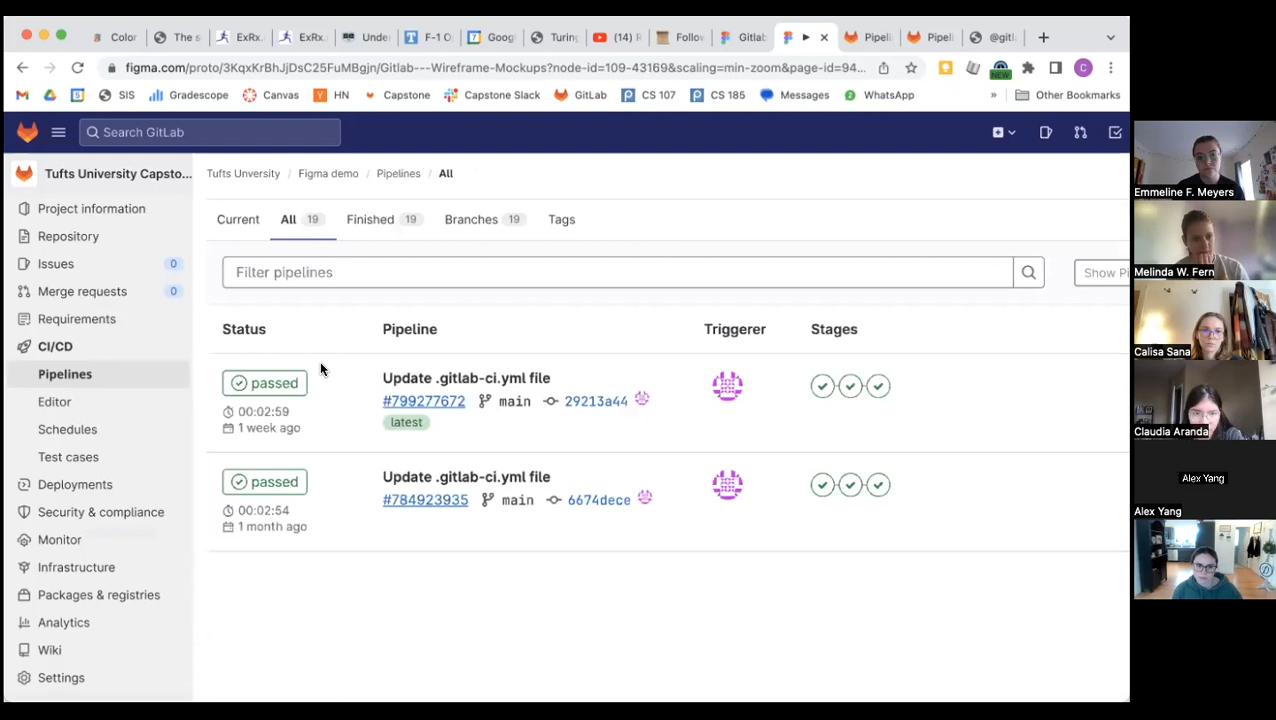 Color
The s
ExRx.
ExRx.
Unde
F-1 O
Goog
Turing
(14) R
Follow
Gitlab
Pipeli
Pipeli
@gitl
figma.com/proto/3KqxKrBhJjDsC25FuMBgjn/Gitlab---Wireframe-Mockups?node-id=109-43169&scaling=min-zoom&page-id=94...
NEW
C
SIS
Gradescope
Canvas
HN
Capstone
Capstone Slack
GitLab
CS 107
CS 185
Messages
WhatsApp
»
Other Bookmarks
Search GitLab
Tufts University Capsto...
Project information
Repository
Issues 0
Merge requests 0
Requirements
CI/CD
Pipelines
Editor
Schedules
Test cases
Deployments
Security & compliance
Monitor
Infrastructure
Packages & registries
Analytics
Wiki
Settings
Tufts Unversity › Figma demo › Pipelines › All
Current All 19 Finished 19 Branches 19 Tags
Filter pipelines
Show Pi
Status Pipeline Triggerer Stages
passed
00:02:59
1 week ago
Update .gitlab-ci.yml file
#799277672 main 29213a44
latest
passed
00:02:54
1 month ago
Update .gitlab-ci.yml file
#784923935 main 6674dece
Emmeline F. Meyers
Melinda W. Fern
Calisa Sana
Claudia Aranda
Alex Yang
Alex Yang